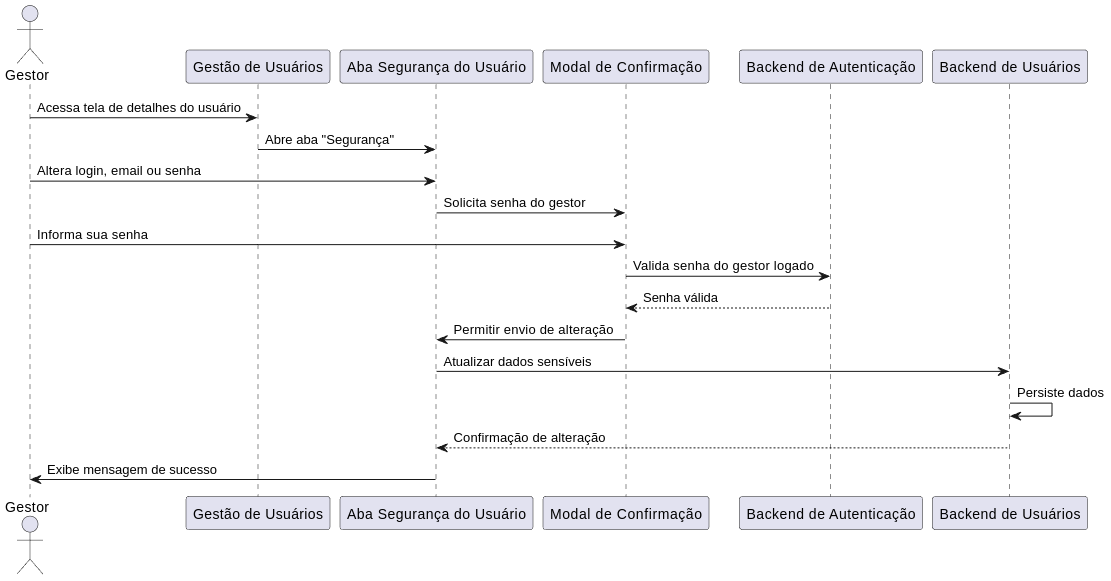 Gestor
Gestão de Usuários
Aba Segurança do Usuário
Modal de Confirmação
Backend de Autenticação
Backend de Usuários
Acessa tela de detalhes do usuário
Abre aba "Segurança"
Altera login, email ou senha
Solicita senha do gestor
Informa sua senha
Valida senha do gestor logado
Senha válida
Permitir envio de alteração
Atualizar dados sensíveis
Persiste dados
Confirmação de alteração
Exibe mensagem de sucesso
Gestor
Gestão de Usuários
Aba Segurança do Usuário
Modal de Confirmação
Backend de Autenticação
Backend de Usuários